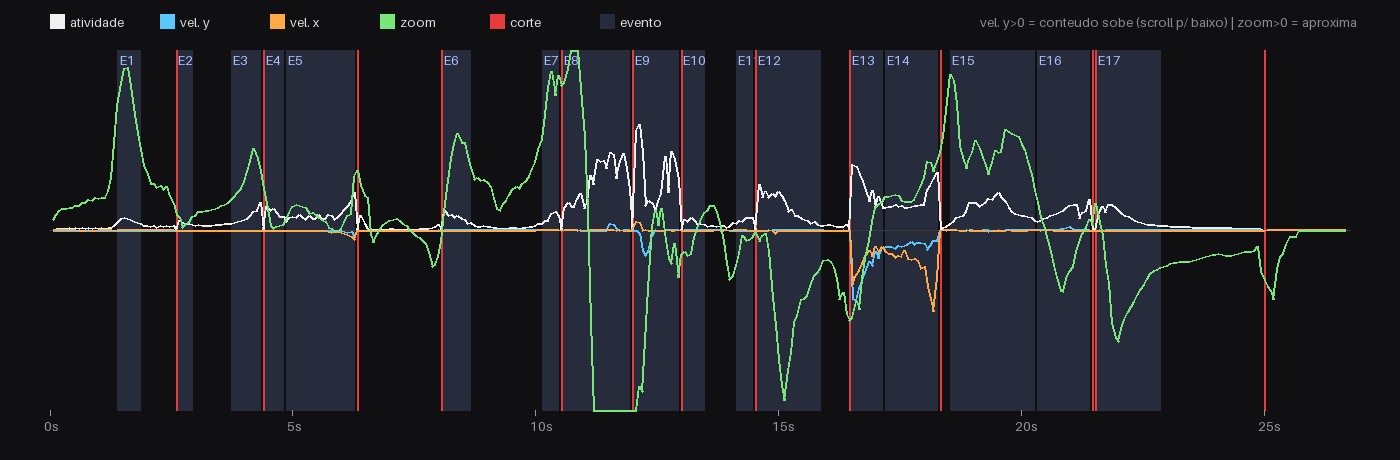 atividade vel. y vel. x zoom corte evento vel. y>0 = conteudo sobe (scroll p/ baixo) | zoom>0 = aproxima
E1 E2 E3 E4 E5 E6 E7 E8 E9 E10 E1 E12 E13 E14 E15 E16 E17
0s 5s 10s 15s 20s 25s